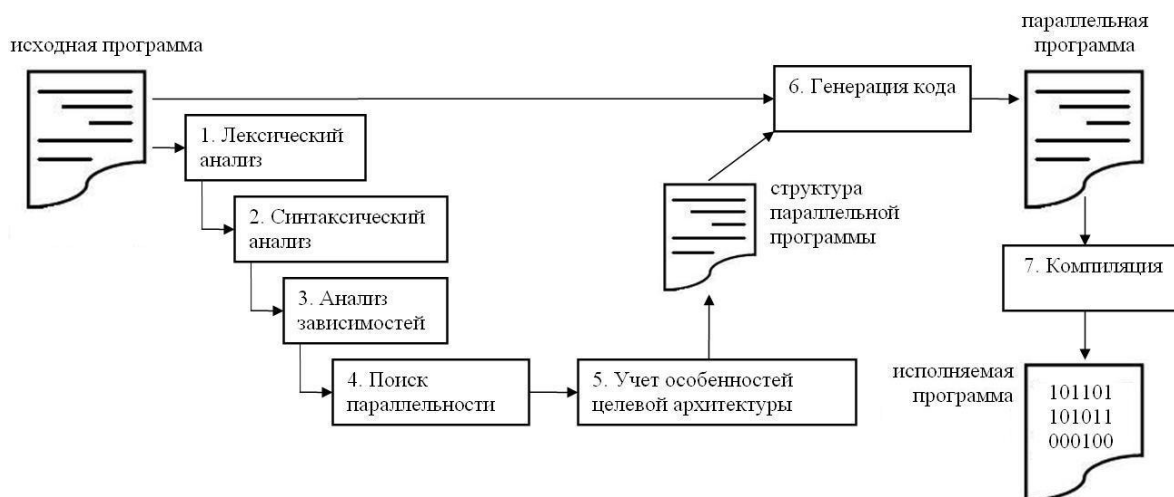 исходная программа
1. Лексический
анализ
2. Синтаксический
анализ
3. Анализ
зависимостей
4. Поиск
параллельности
5. Учет особенностей
целевой архитектуры
структура
параллельной
программы
6. Генерация кода
параллельная
программа
7. Компиляция
исполняемая
программа
101101
101011
000100